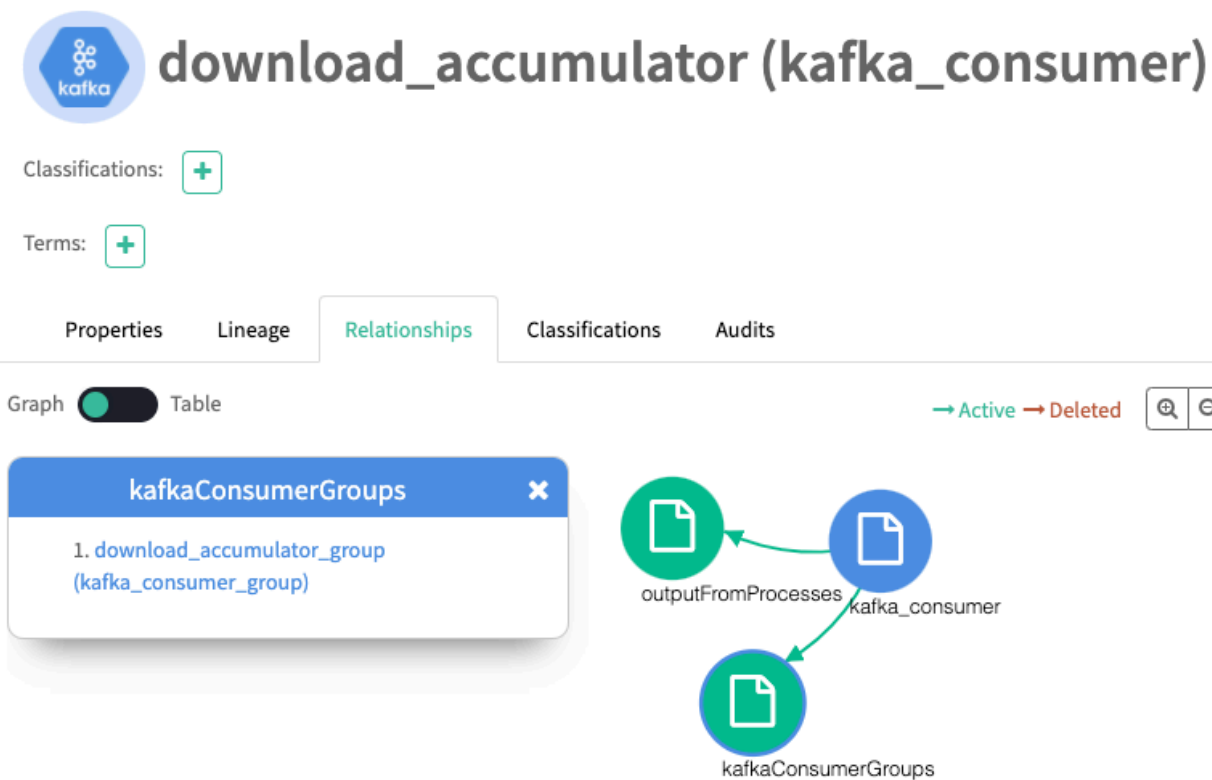 kafka
download_accumulator (kafka_consumer)
Classifications:
Terms:
Properties Lineage Relationships Classifications Audits
Graph Table
Active Deleted
kafkaConsumerGroups
1. download_accumulator_group
(kafka_consumer_group)
outputFromProcesses
kafka_consumer
kafkaConsumerGroups